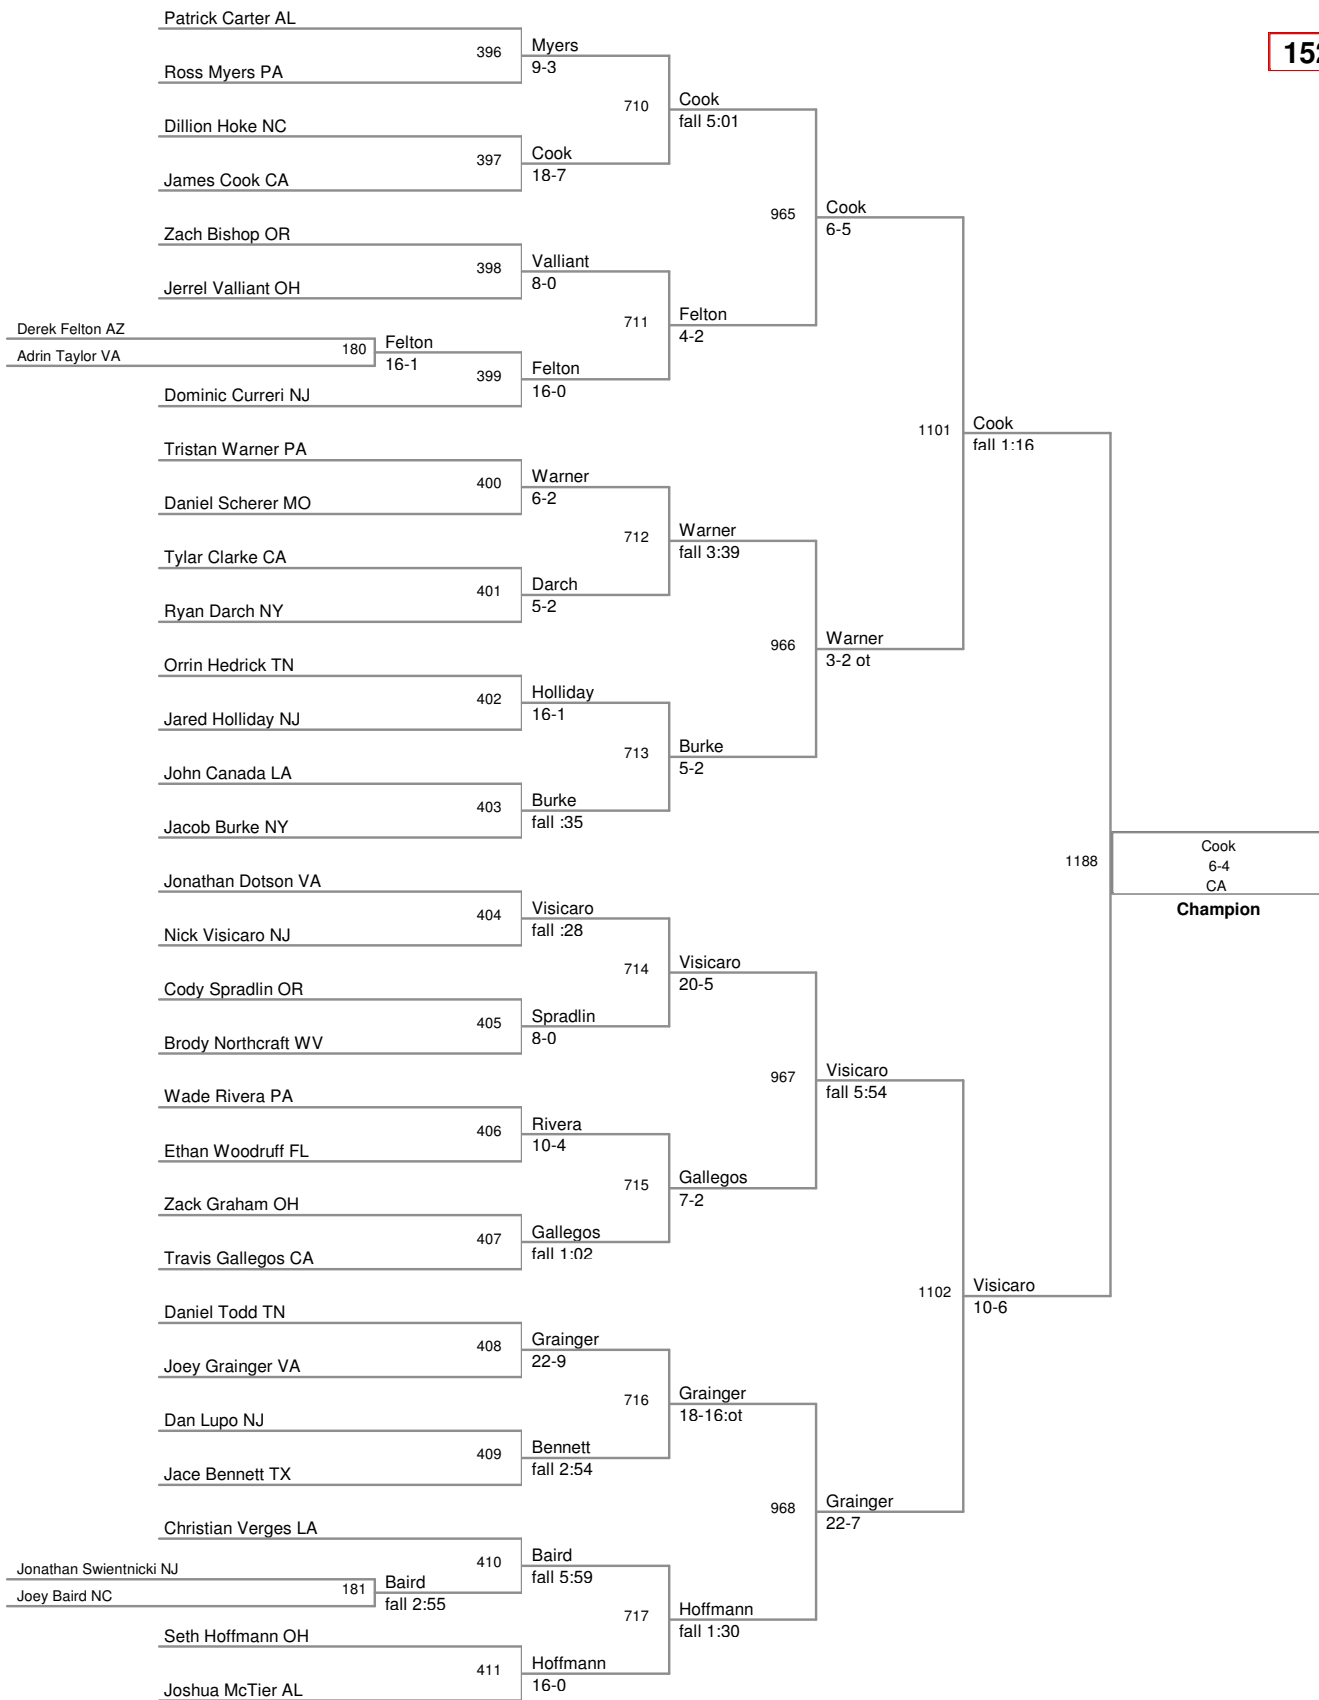 Patrick Carter AL
396
Myers
9-3
152
Ross Myers PA
710
Cook
fall 5:01
Dillion Hoke NC
397
Cook
18-7
James Cook CA
965
Cook
6-5
Zach Bishop OR
398
Valliant
8-0
Jerrel Valliant OH
711
Felton
4-2
Derek Felton AZ
Adrin Taylor VA
180
Felton
16-1
399
Felton
16-0
Dominic Curreri NJ
1101
Cook
fall 1:16
Tristan Warner PA
400
Warner
6-2
Daniel Scherer MO
712
Warner
fall 3:39
Tylar Clarke CA
401
Darch
5-2
Ryan Darch NY
966
Warner
3-2 ot
Orrin Hedrick TN
402
Holliday
16-1
Jared Holliday NJ
713
Burke
5-2
John Canada LA
403
Burke
fall :35
Jacob Burke NY
1188
Cook
6-4
CA
Champion
Jonathan Dotson VA
404
Visicaro
fall :28
Nick Visicaro NJ
714
Visicaro
20-5
Cody Spradlin OR
405
Spradlin
8-0
Brody Northcraft WV
967
Visicaro
fall 5:54
Wade Rivera PA
406
Rivera
10-4
Ethan Woodruff FL
715
Gallegos
7-2
Zack Graham OH
407
Gallegos
fall 1:02
Travis Gallegos CA
1102
Visicaro
10-6
Daniel Todd TN
408
Grainger
22-9
Joey Grainger VA
716
Grainger
18-16:ot
Dan Lupo NJ
409
Bennett
fall 2:54
Jace Bennett TX
968
Grainger
22-7
Christian Verges LA
410
Baird
fall 5:59
Jonathan Swientnicki NJ
Joey Baird NC
181
Baird
fall 2:55
717
Hoffmann
fall 1:30
Seth Hoffmann OH
411
Hoffmann
16-0
Joshua McTier AL